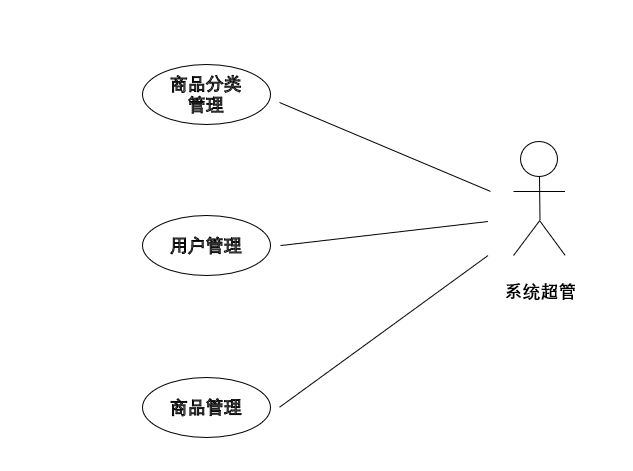 商品分类
管理
用户管理
系统超管
商品管理